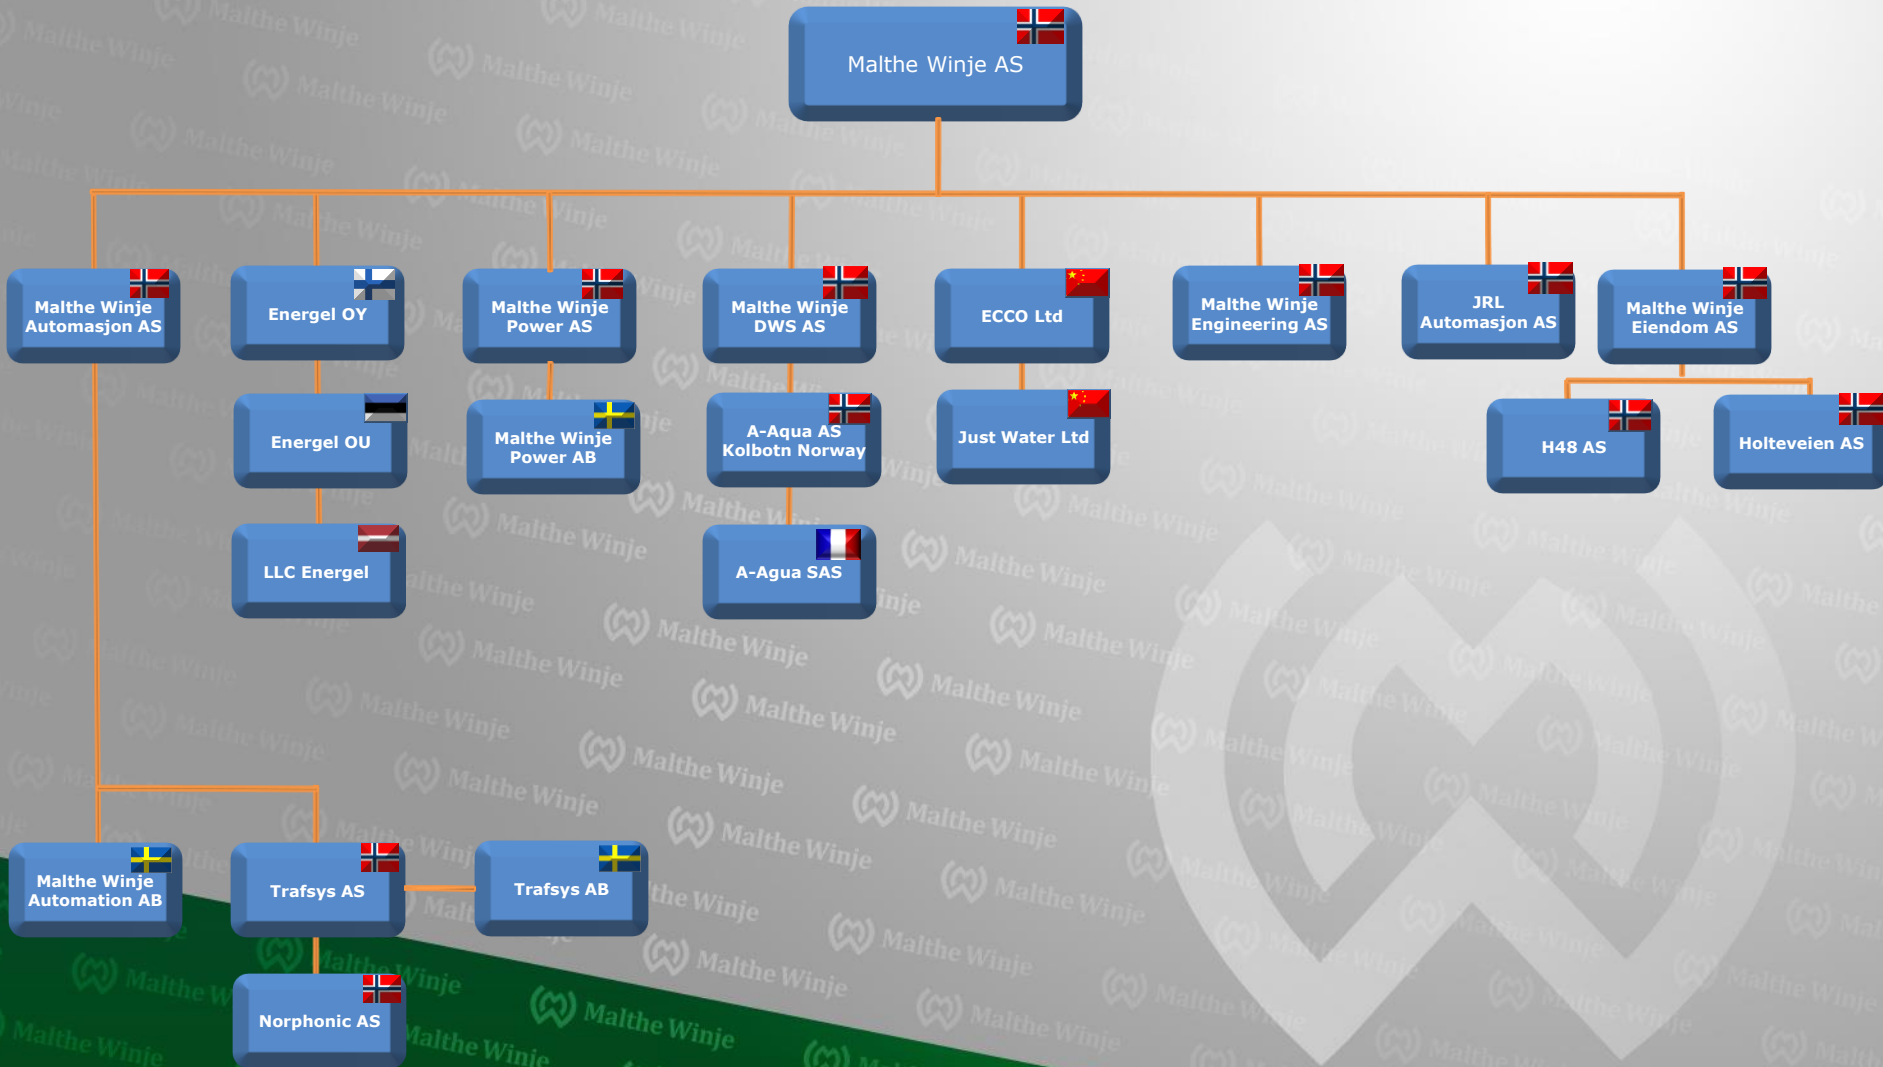 Malthe Winje AS
Malthe Winje
Automasjon AS
Energel OY
Malthe Winje
Power AS
Malthe Winje
DWS AS
ECCO Ltd
Malthe Winje
Engineering AS
JRL
Automasjon AS
Malthe Winje
Eiendom AS
Energel OU
Malthe Winje
Power AB
A-Aqua AS
Kolbotn Norway
Just Water Ltd
H48 AS
Holteveien AS
LLC Energel
A-Agua SAS
Malthe Winje
Automation AB
Trafsys AS
Trafsys AB
Norphonic AS